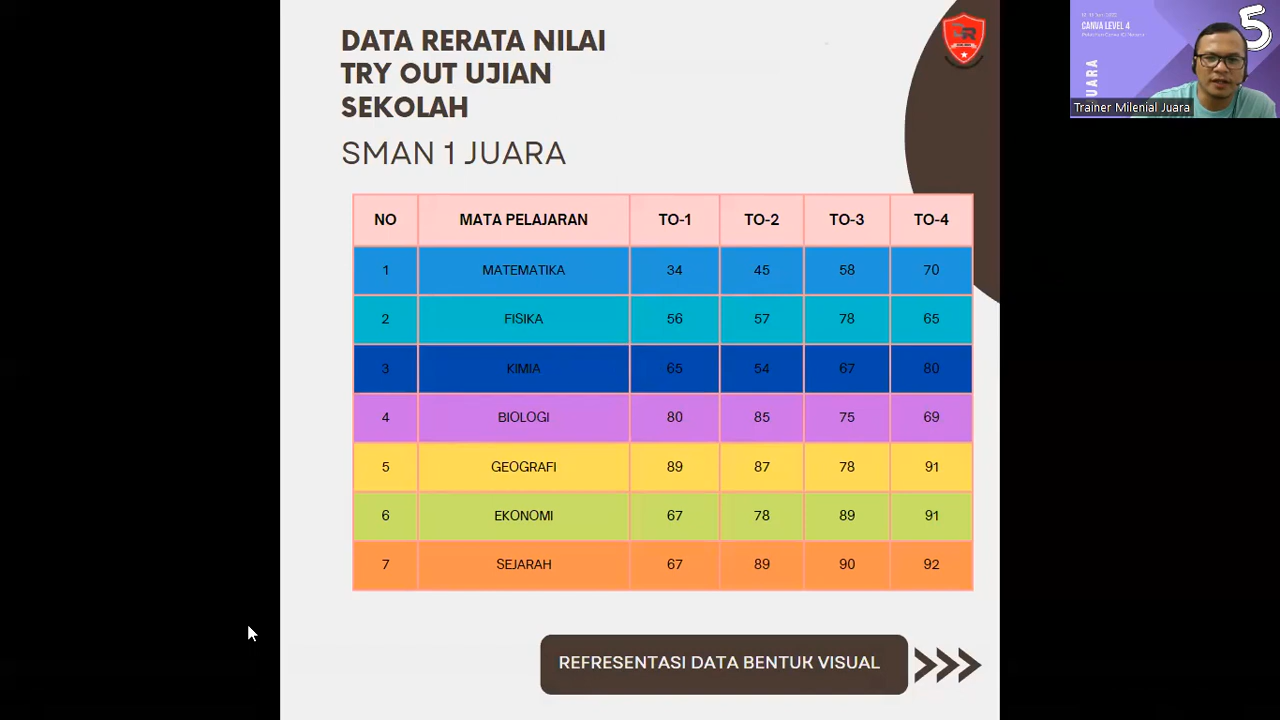 DATA RERATA NILAI
TRY OUT UJIAN
SEKOLAH
SMAN 1 JUARA
NO MATA PELAJARAN TO-1 TO-2 TO-3 TO-4
1 MATEMATIKA 34 45 58 70
2 FISIKA 56 57 78 65
3 KIMIA 65 54 67 80
4 BIOLOGI 80 85 75 69
5 GEOGRAFI 89 87 78 91
6 EKONOMI 67 78 89 91
7 SEJARAH 67 89 90 92
REFRESENTASI DATA BENTUK VISUAL
CANVA LEVEL 4
5
UARA
Trainer Milenial Juara